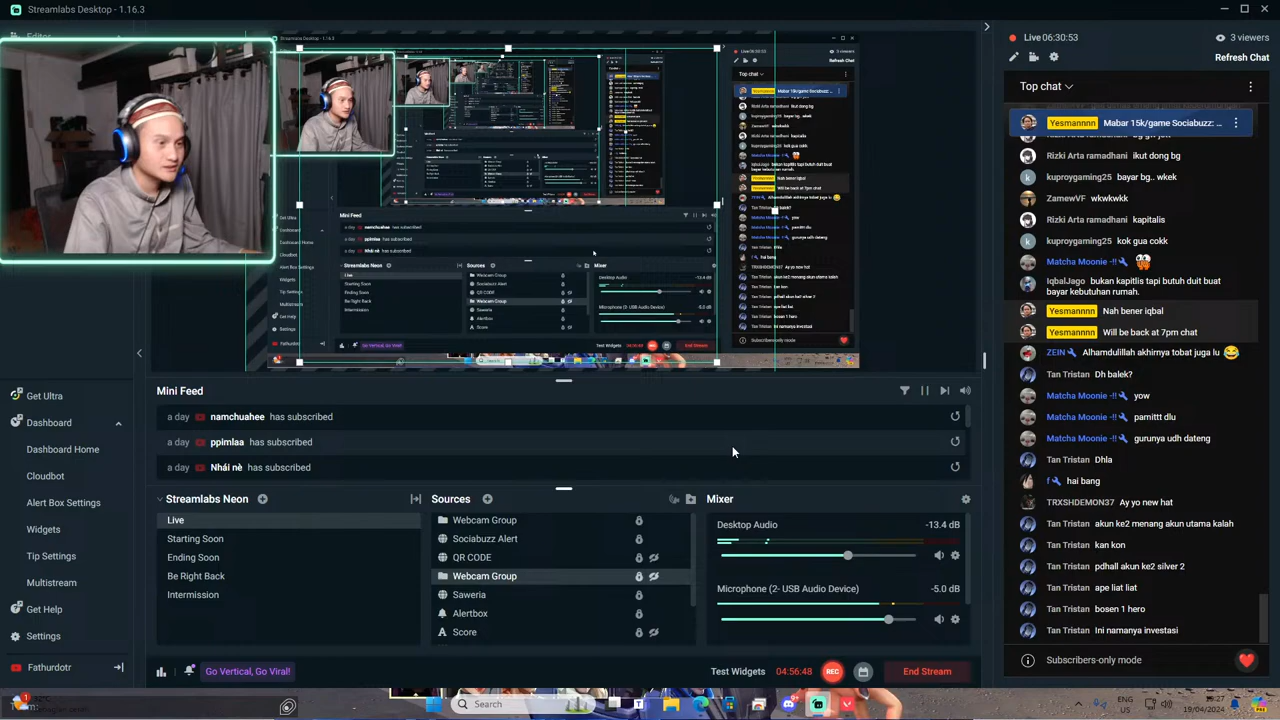 Streamlabs Desktop - 1.16.3
Editor
Live 06:30:53
3 viewers
Refresh Chat
Top chat
Yesmannnn Mabar 15k/game Sociabuzz ...
Rizki Arta ramadhani but dong bg
kuprogaming25 bayar bg.. wkek
ZamewVF wkwkwkk
Rizki Arta ramadhani kapitalis
kuprogaming25 kok gua cokk
Matcha Moonie -!!
IqbalJago bukan kapitlis tapi butuh duit buat
bayar kebutuhan rumah.
Yesmannnn Nah bener iqbal
Yesmannnn Will be back at 7pm chat
ZEIN Alhamdulillah akhirnya tobat juga lu
Tan Tristan Dh balek?
Matcha Moonie -!! yow
Matcha Moonie -!! pamittt dlu
Matcha Moonie -!! gurunya udh dateng
Tan Tristan Dhla
hai bang
TRXSHDEMON37 Ay yo new hat
Tan Tristan akun ke2 menang akun utama kalah
Tan Tristan kan kon
Tan Tristan pdhall akun ke2 silver 2
Tan Tristan ape liat liat
Tan Tristan bosen 1 hero
Tan Tristan Ini namanya investasi
Subscribers-only mode
Get Ultra
Dashboard
Dashboard Home
Cloudbot
Alert Box Settings
Widgets
Tip Settings
Multistream
Get Help
Settings
Fathurdotr
Mini Feed
a day namchuahee has subscribed
a day ppimlaa has subscribed
a day Nhái nè has subscribed
Streamlabs Neon
Live
Starting Soon
Ending Soon
Be Right Back
Intermission
Sources
Webcam Group
Sociabuzz Alert
QR CODE
Webcam Group
Saweria
Alertbox
Score
Mixer
Desktop Audio -13.4 dB
Microphone (2- USB Audio Device) -5.0 dB
Go Vertical, Go Viral!
Test Widgets 04:56:48 REC End Stream
Search
ENG
US
19/04/2024